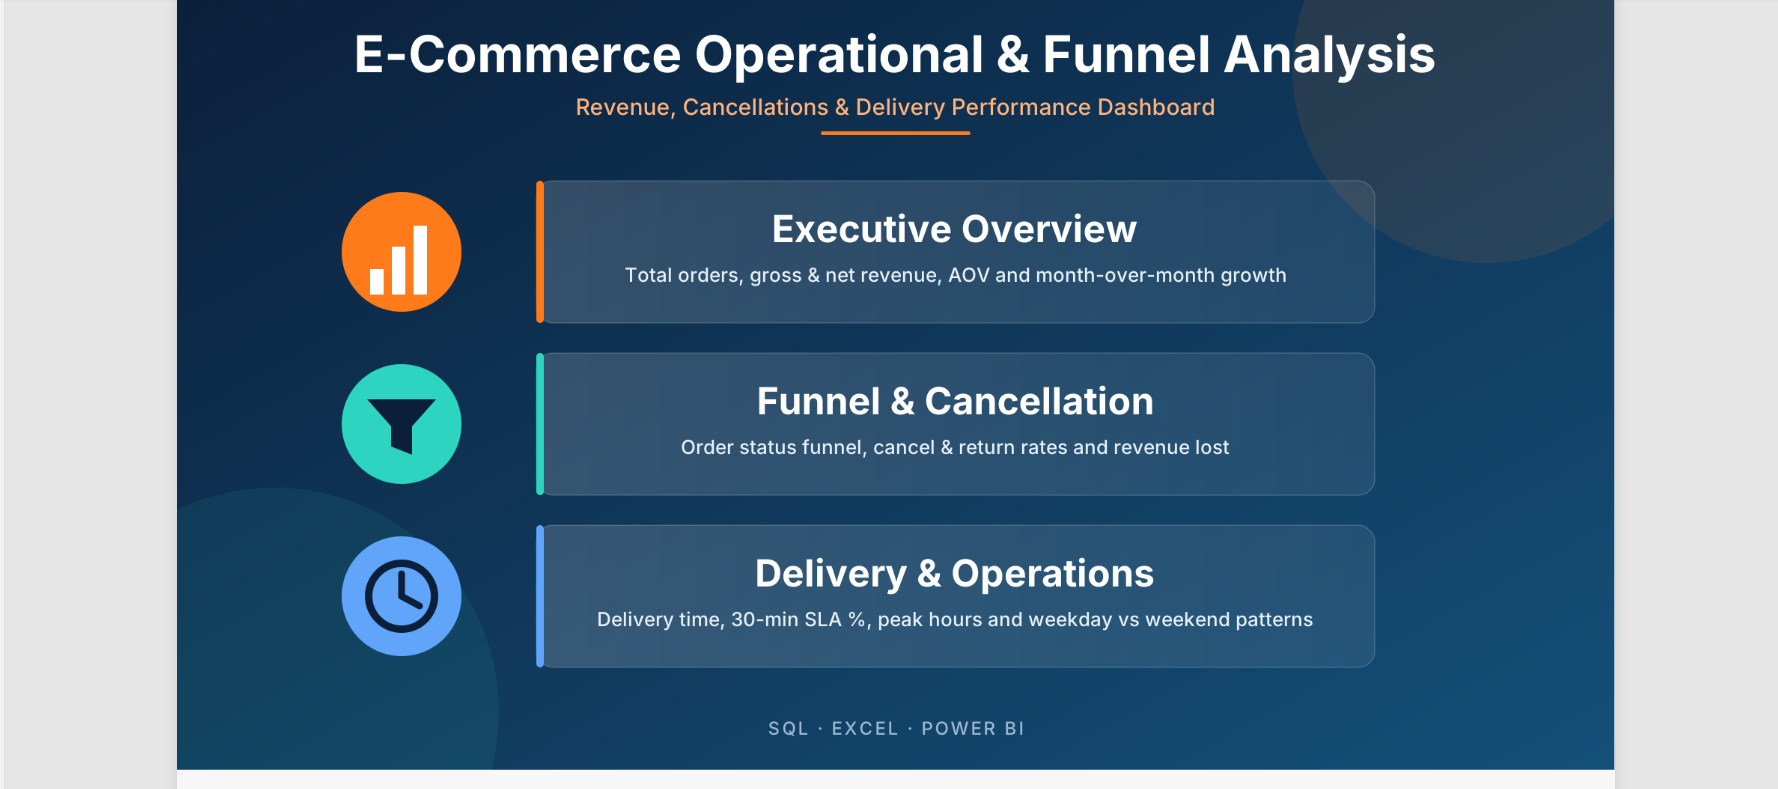 E-Commerce Operational & Funnel Analysis
Revenue, Cancellations & Delivery Performance Dashboard
Executive Overview
Total orders, gross & net revenue, AOV and month-over-month growth
Funnel & Cancellation
Order status funnel, cancel & return rates and revenue lost
Delivery & Operations
Delivery time, 30-min SLA %, peak hours and weekday vs weekend patterns
SQL · EXCEL · POWER BI